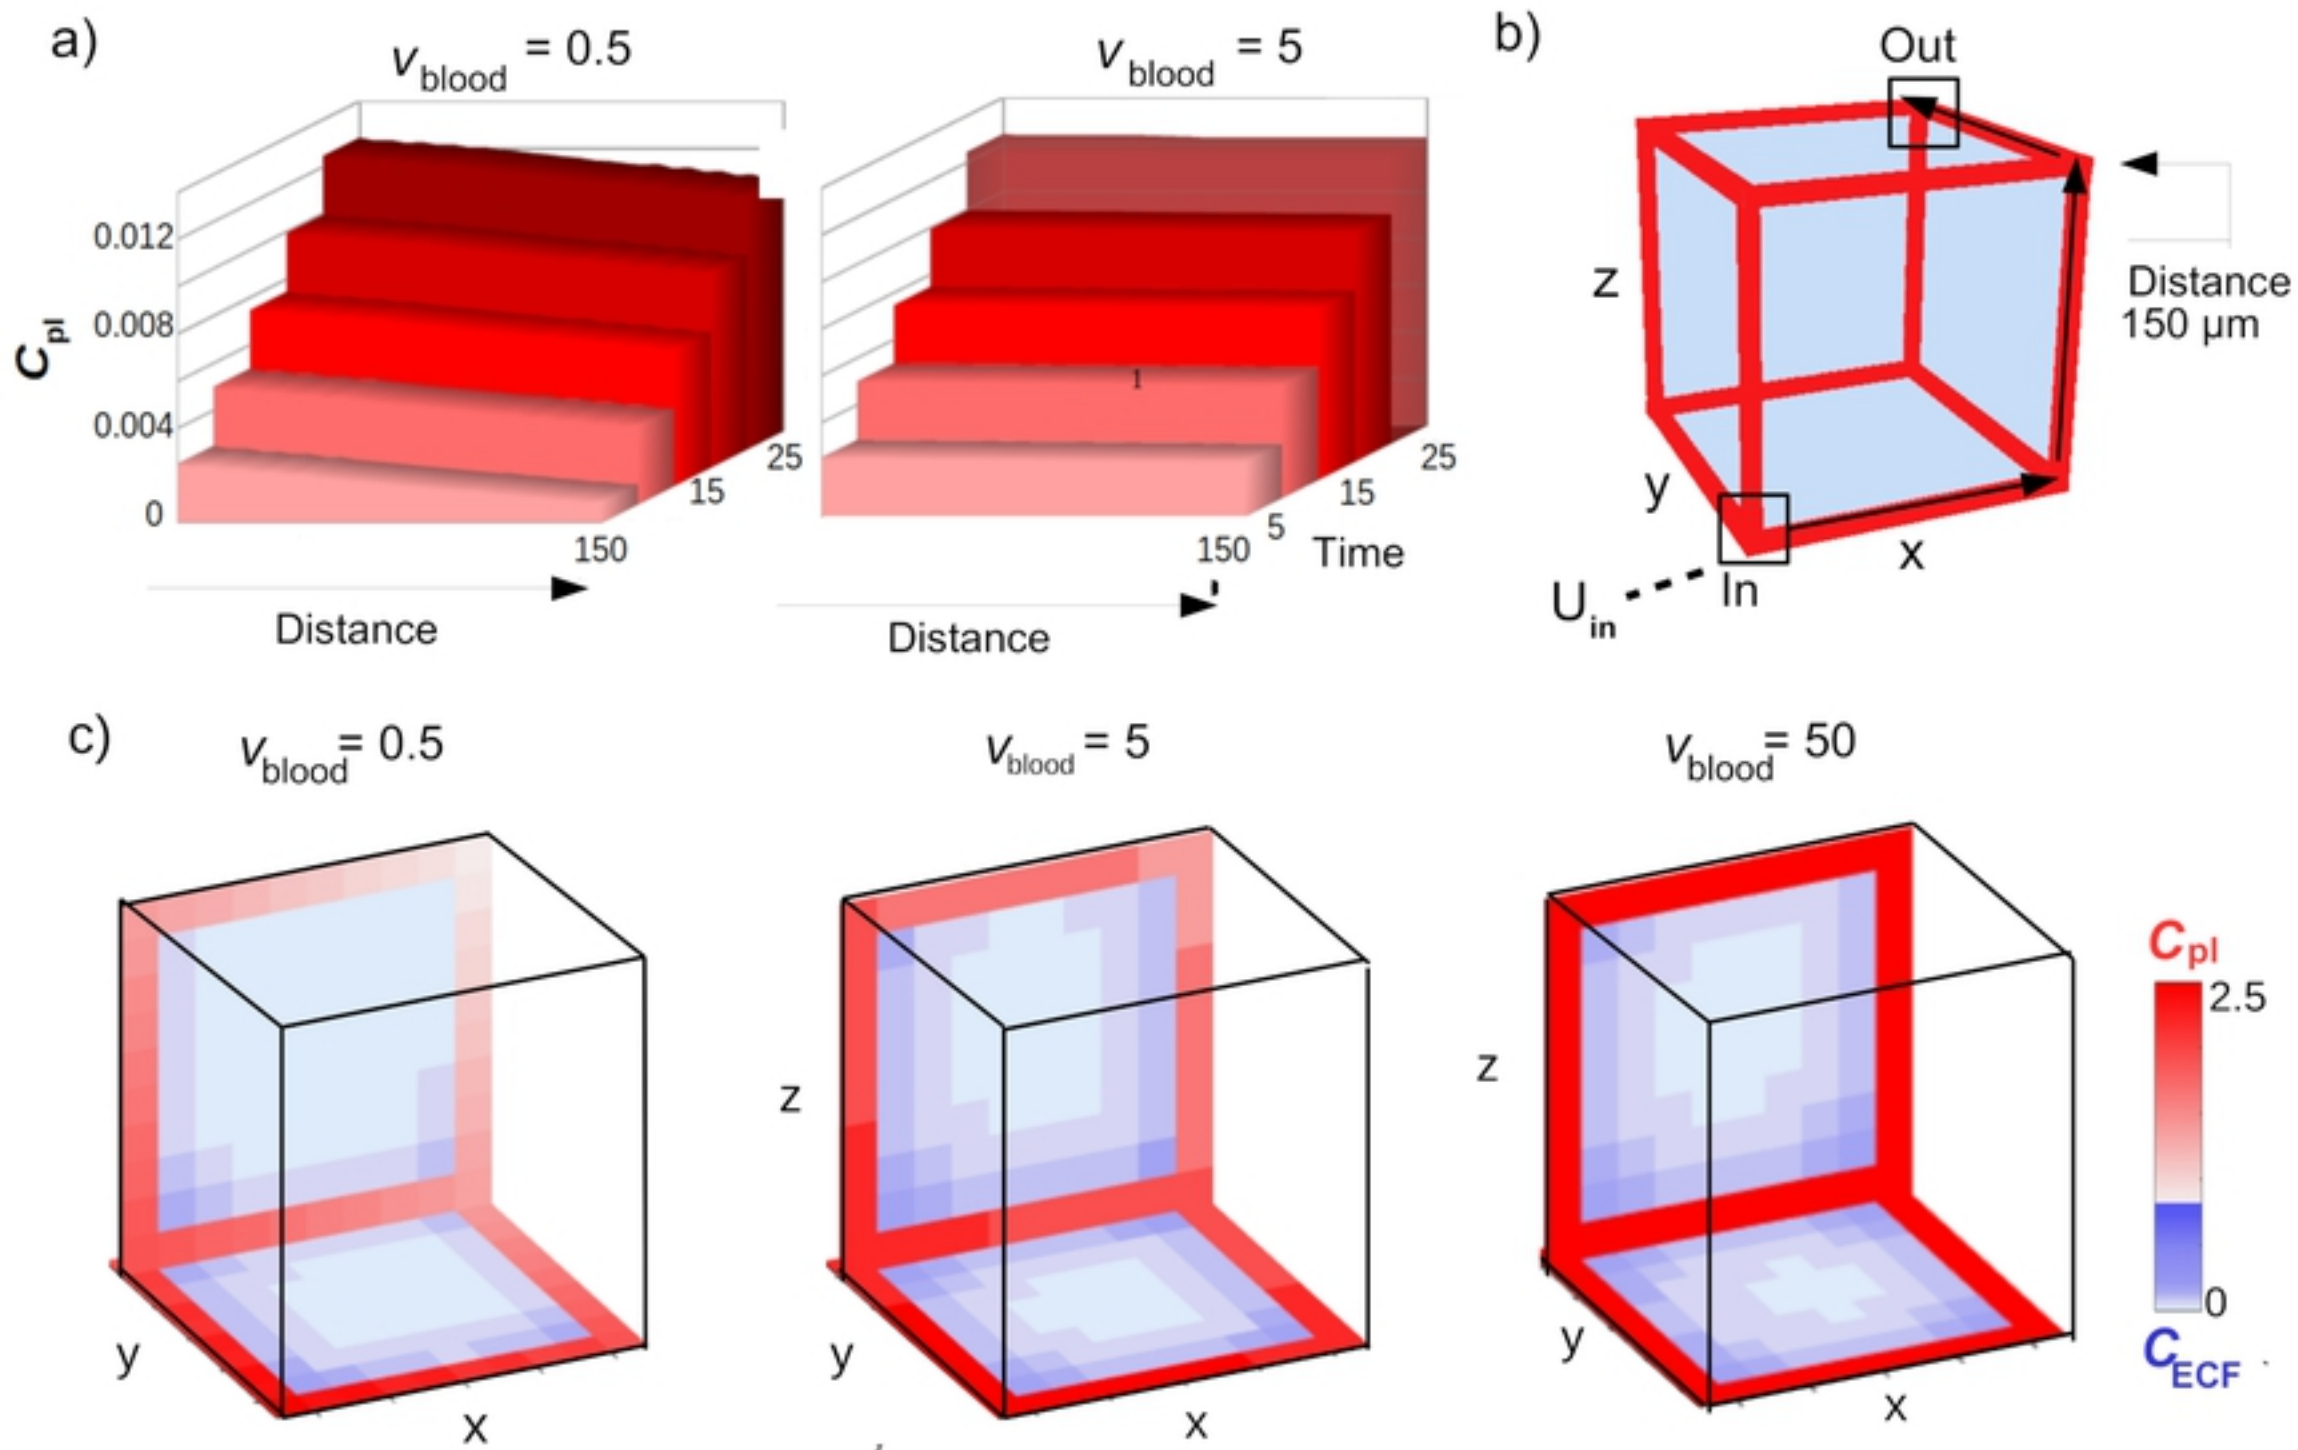 a)
v blood = 0.5
v blood = 5
b)
Out
C pl
0.012
0.008
0.004
0
150
15
25
Distance
1
150
5
15
25
Time
Distance
z
y
x
U in
In
Distance
150 µm
c)
v blood = 0.5
v blood = 5
v blood = 50
y
x
z
y
x
z
y
x
C pl
2.5
0
C ECF